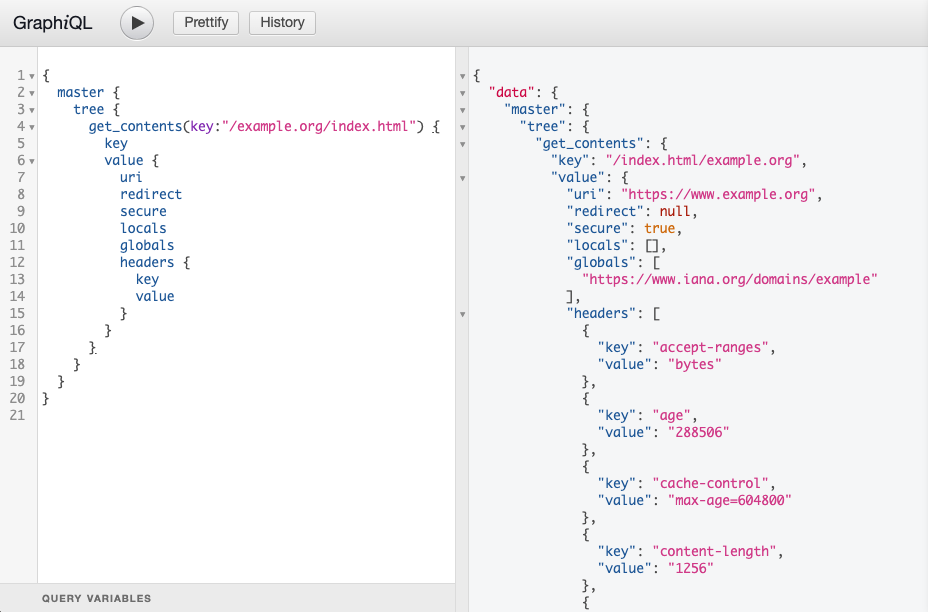 GraphiQL
Prettify
History
1 {
2 master {
3 tree {
4 get_contents(key:"/example.org/index.html") {
5 key
6 value {
7 uri
8 redirect
9 secure
10 locals
11 globals
12 headers {
13 key
14 value
15 }
16 }
17 }
18 }
19 }
20 }
21
QUERY VARIABLES
{
"data": {
"master": {
"tree": {
"get_contents": {
"key": "/index.html/example.org",
"value": {
"uri": "https://www.example.org",
"redirect": null,
"secure": true,
"locals": [],
"globals": [
"https://www.iana.org/domains/example"
],
"headers": [
{
"key": "accept-ranges",
"value": "bytes"
},
{
"key": "age",
"value": "288506"
},
{
"key": "cache-control",
"value": "max-age=604800"
},
{
"key": "content-length",
"value": "1256"
},
{